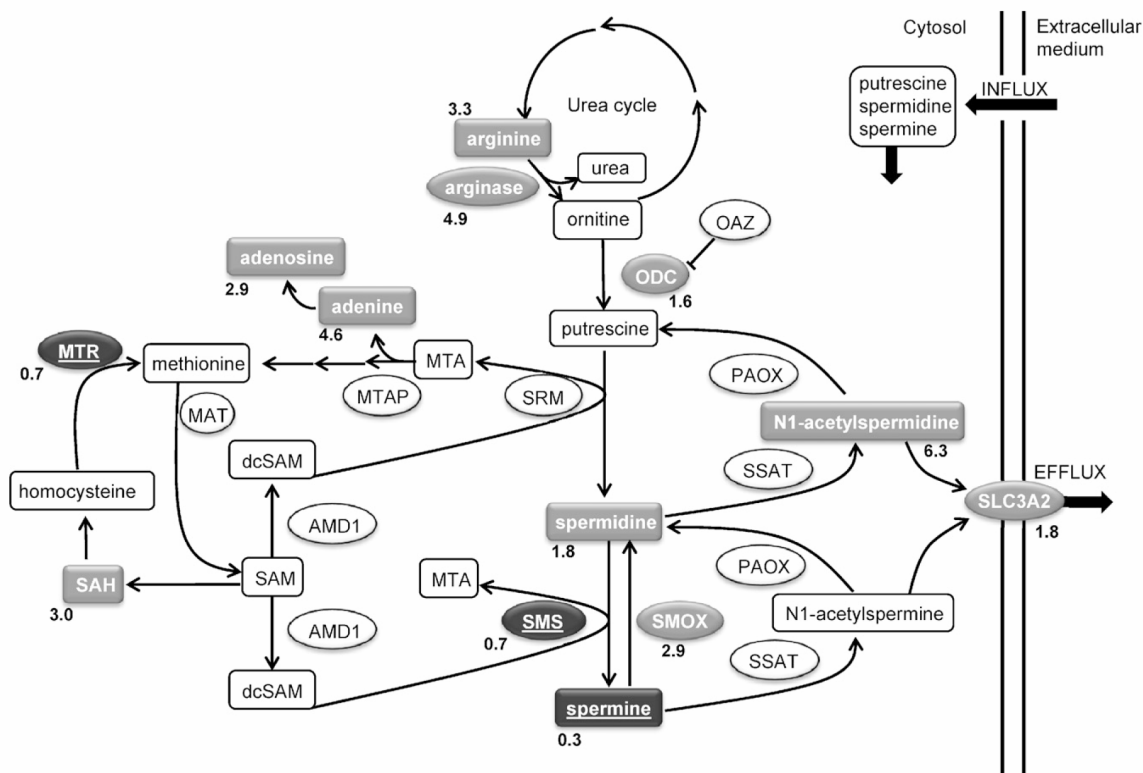 Cytosol
Extracellular
medium
INFLUX
putrescine
spermidine
spermine
Urea cycle
3.3
arginine
urea
arginase
4.9
ornitine
OAZ
ODC
1.6
adenosine
2.9
adenine
4.6
putrescine
MTR
0.7
methionine
MTA
MTAP
SRM
PAOX
MAT
N1-acetylspermidine
6.3
dcSAM
SSAT
homocysteine
EFFLUX
SLC3A2
1.8
AMD1
spermidine
1.8
SAH
3.0
SAM
MTA
PAOX
N1-acetylspermine
AMD1
SMS
0.7
SMOX
2.9
SSAT
dcSAM
spermine
0.3